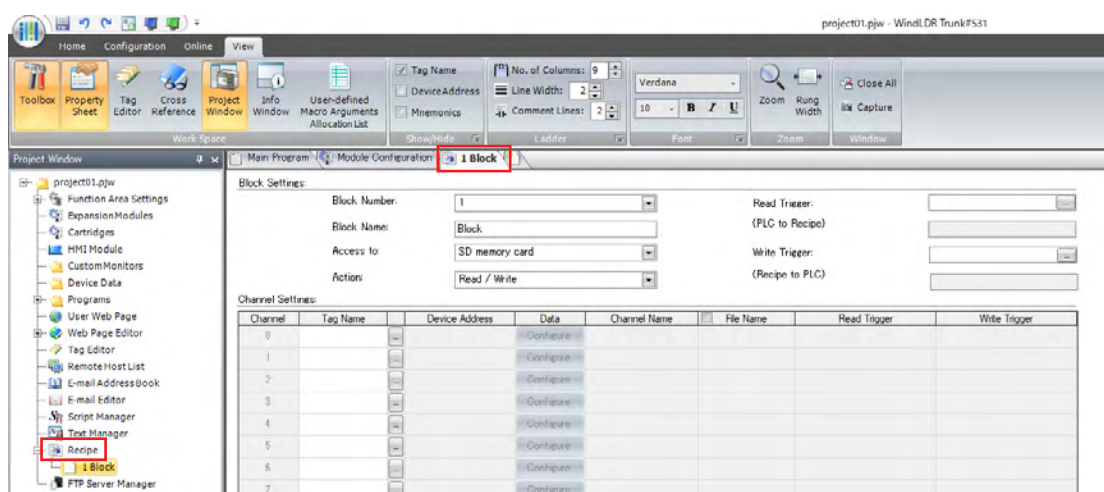 project01.pjw - WindLDR Trunk#531
Home Configuration Online View
Toolbox Property Sheet Tag Editor Cross Reference Project Window Info Window User-defined Macro Arguments Allocation List
Work Space
Tag Name
DeviceAddress
Mnemonics
Show/Hide
No. of Columns: 9
Line Width: 2
Comment Lines: 2
Ladder
Verdana
10 B I U
Font
Zoom Rung Width
Zoom
Close All
Capture
Window
Project Window
Main Program Module Configuration 1 Block
project01.pjw
Function Area Settings
ExpansionModules
Cartridges
HMI Module
CustomMonitors
Device Data
Programs
User Web Page
Web Page Editor
Tag Editor
Remote Host List
E-mail Address Book
E-mail Editor
Script Manager
Text Manager
Recipe
1 Block
FTP Server Manager
Block Settings:
Block Number: 1
Block Name: Block
Access to: SD memory card
Action: Read / Write
Read Trigger:
(PLC to Recipe)
Write Trigger:
(Recipe to PLC)
Channel Settings:
Channel Tag Name Device Address Data Channel Name File Name Read Trigger Write Trigger
0 Configure
1 Configure
2 Configure
3 Configure
4 Configure
5 Configure
6 Configure
7 Configure